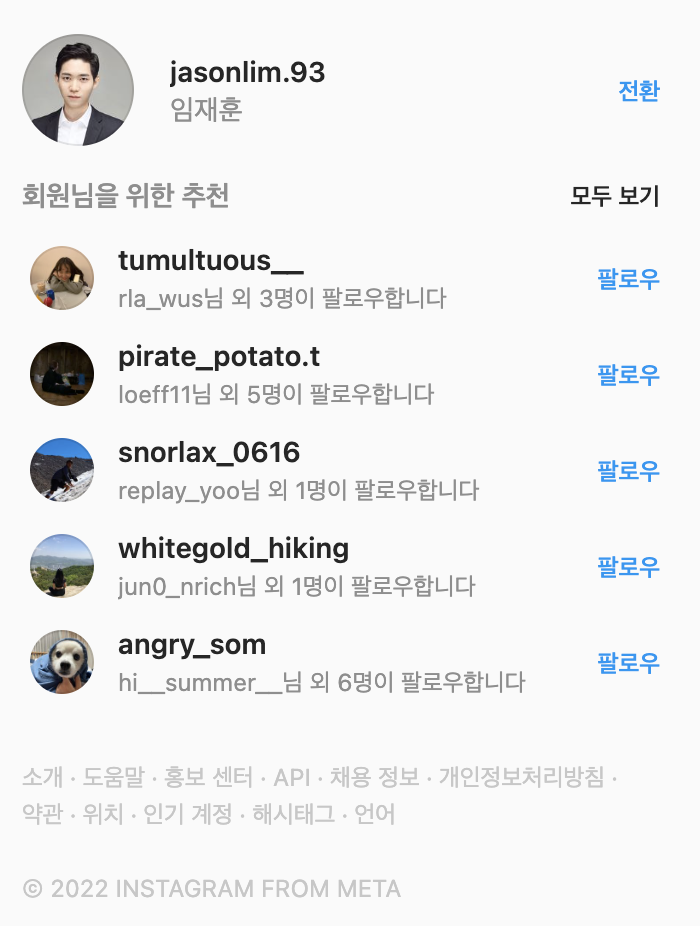 jasonlim.93
임재훈
전환
회원님을 위한 추천
모두 보기
tumultuous__
rla_wus님 외 3명이 팔로우합니다
팔로우
pirate_potato.t
loeff11님 외 5명이 팔로우합니다
팔로우
snorlax_0616
replay_yoo님 외 1명이 팔로우합니다
팔로우
whitegold_hiking
jun0_nrich님 외 1명이 팔로우합니다
팔로우
angry_som
hi__summer__님 외 6명이 팔로우합니다
팔로우
소개 · 도움말 · 홍보 센터 · API · 채용 정보 · 개인정보처리방침 ·
약관 · 위치 · 인기 계정 · 해시태그 · 언어
© 2022 INSTAGRAM FROM META